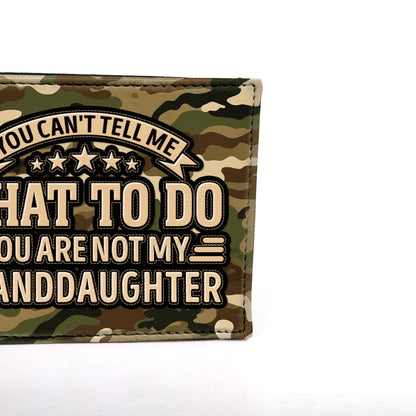 YOU CAN'T TELL ME
HAT TO DO
OU ARE NOT MY
ANDDAUGHTER